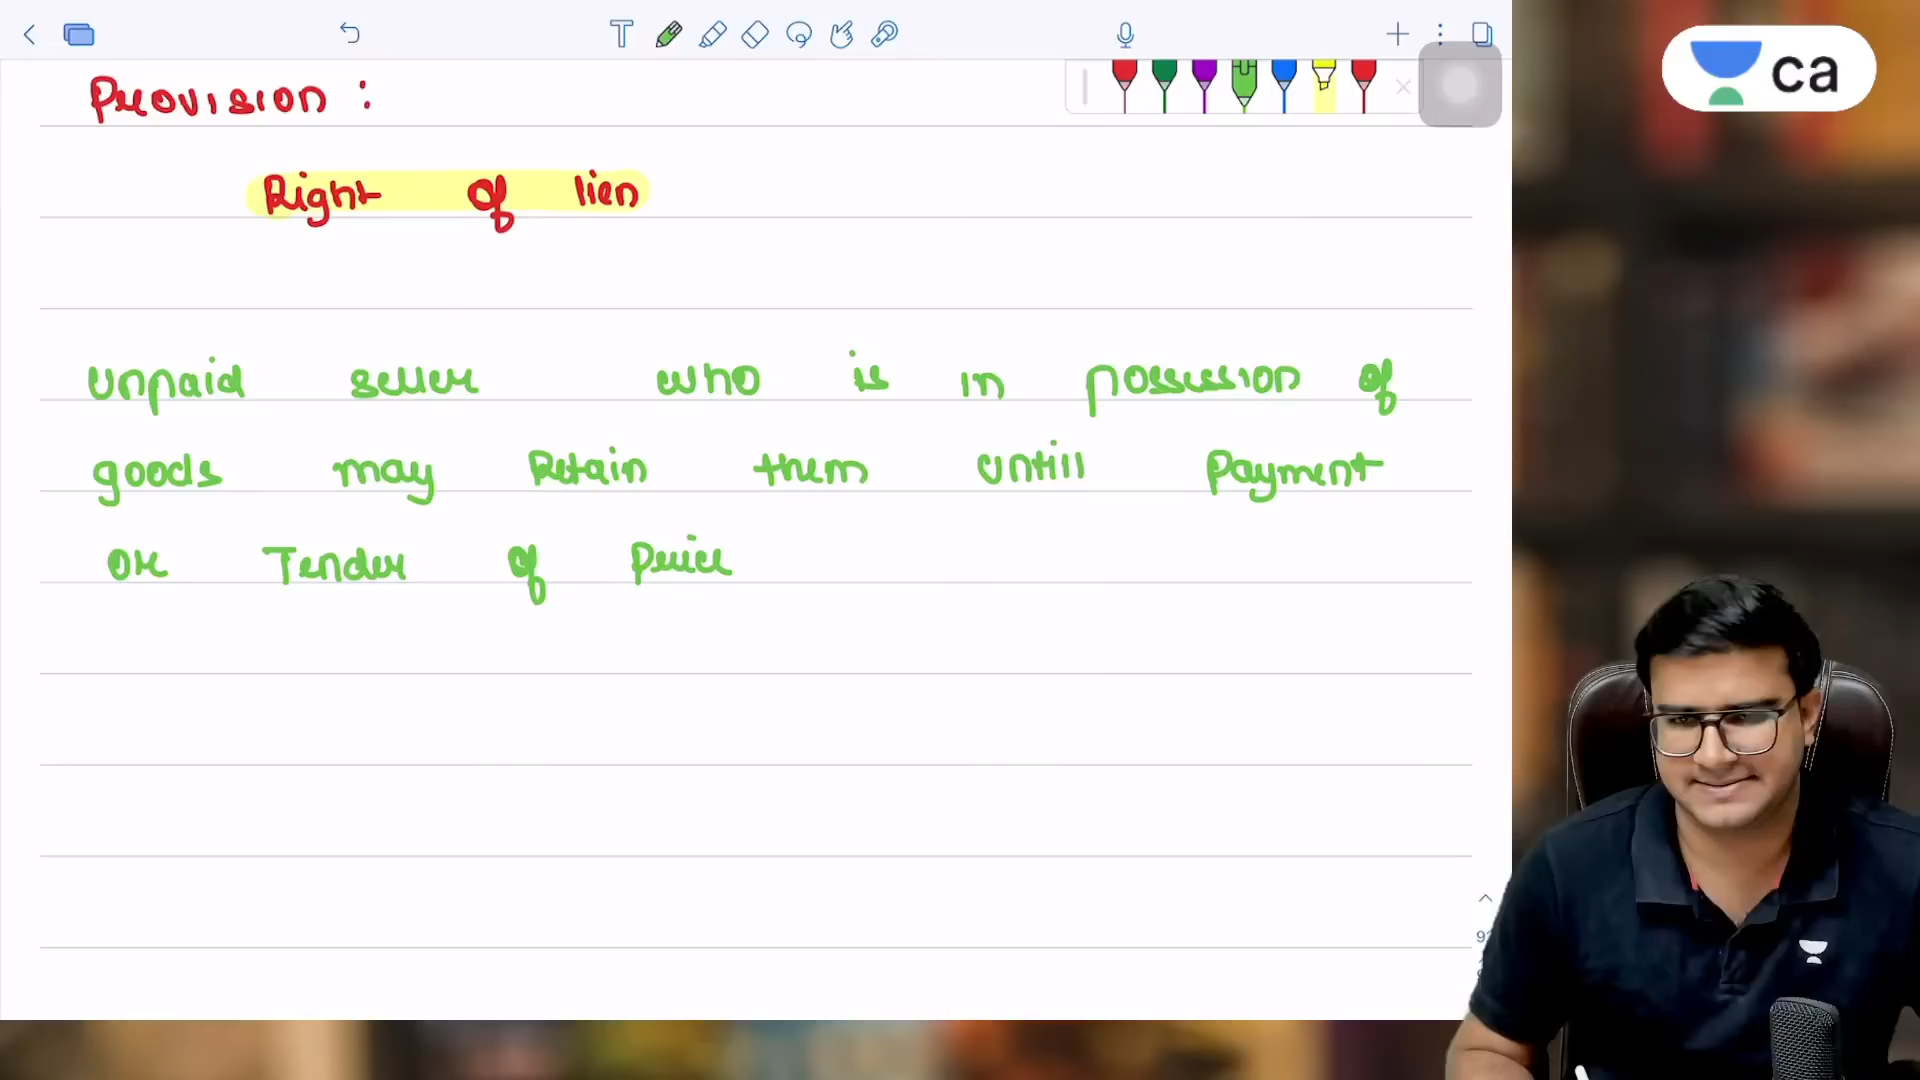 ca
Provision :
Right of lien
unpaid seller who is in possession of
goods may Retain them untill Payment
or Tender of Price